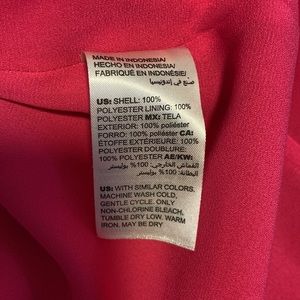 MADE IN INDONESIA/
HECHO EN INDONESIA/
FABRIQUÉ EN INDONÉSIE/
صنع في إندونيسيا
US: SHELL: 100%
POLYESTER LINING: 100%
POLYESTER MX: TELA
EXTERIOR: 100% poliéster
FORRO: 100% poliéster CA:
ÉTOFFE EXTÉRIEURE: 100%
POLYESTER DOUBLURE:
100% POLYESTER AE/KW:
القماش الخارجي: 100% بوليستر
البطانة: 100% بوليستر
US: WITH SIMILAR COLORS.
MACHINE WASH COLD,
GENTLE CYCLE. ONLY
NON-CHLORINE BLEACH.
TUMBLE DRY LOW. WARM
IRON. MAY BE DRY